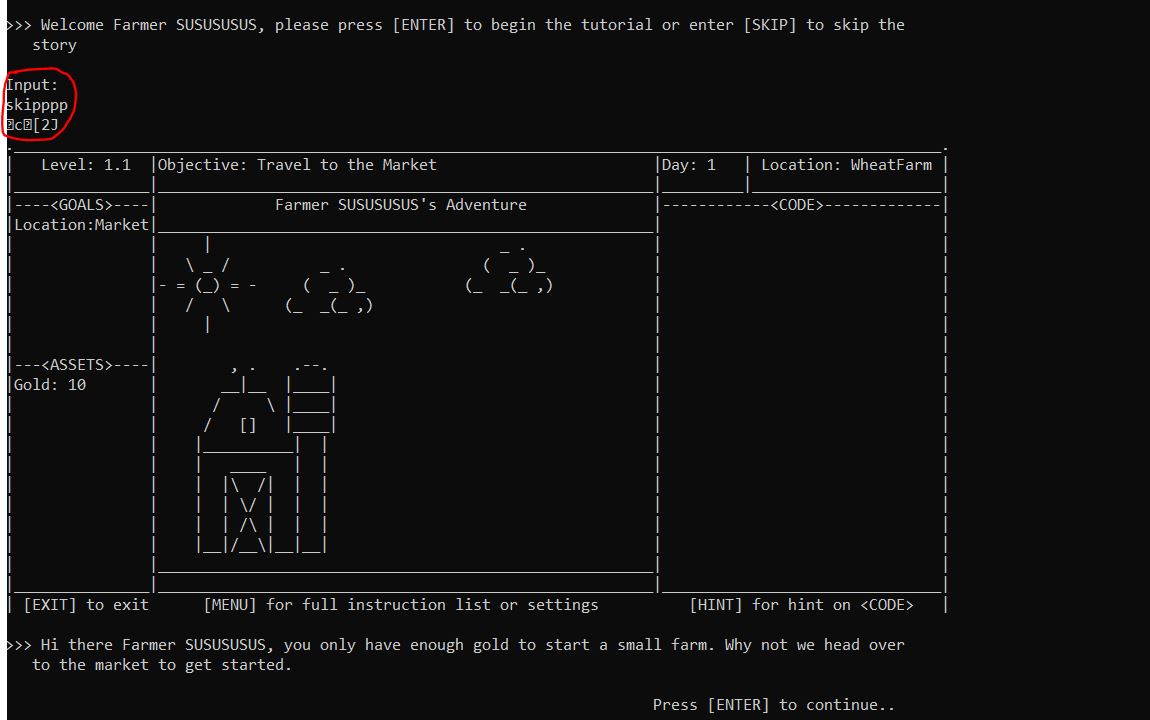 >>> Welcome Farmer SUSUSUSUS, please press [ENTER] to begin the tutorial or enter [SKIP] to skip the
story
Input:
skipppp
c[2J
Level: 1.1 |Objective: Travel to the Market |Day: 1 | Location: WheatFarm
----<GOALS>---- Farmer SUSUSUSUS's Adventure ------------<CODE>-------------
Location:Market
---<ASSETS>----
Gold: 10
[EXIT] to exit [MENU] for full instruction list or settings [HINT] for hint on <CODE>
>>> Hi there Farmer SUSUSUSUS, you only have enough gold to start a small farm. Why not we head over
to the market to get started.
Press [ENTER] to continue..